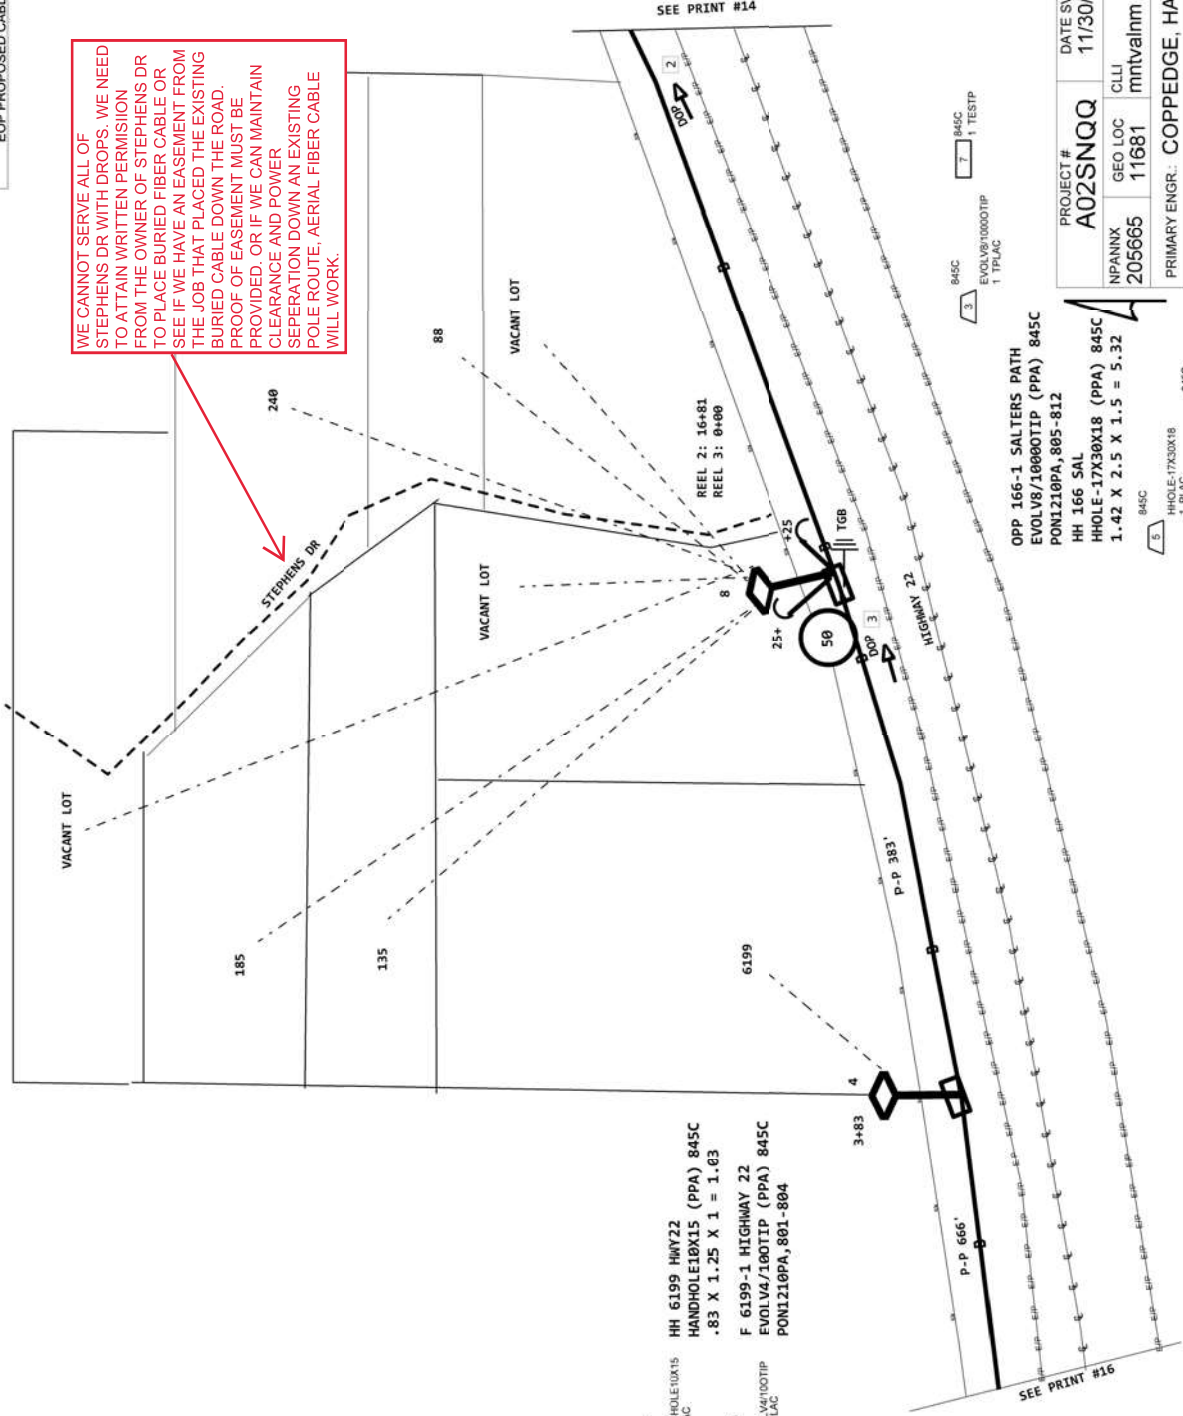 SEE PRINT #14
WE CANNOT SERVE ALL OF
STEPHENS DR WITH DROPS. WE NEED
TO ATTAIN WRITTEN PERMISIION
FROM THE OWNER OF STEPHENS DR
TO PLACE BURIED FIBER CABLE OR
SEE IF WE HAVE AN EASEMENT FROM
THE JOB THAT PLACED THE EXISTING
BURIED CABLE DOWN THE ROAD.
PROOF OF EASEMENT MUST BE
PROVIDED. OR IF WE CAN MAINTAIN
CLEARANCE AND POWER
SEPERATION DOWN AN EXISTING
POLE ROUTE, AERIAL FIBER CABLE
WILL WORK.
2
DOP
STEPHENS DR
240
88
VACANT LOT
VACANT LOT
VACANT LOT
185
135
6199
8
REEL 2: 16+81
REEL 3: 0+00
+25
25+
TGB
50
DOP
3
HIGHWAY 22
P-P 383'
4
3+83
P-P 666'
SEE PRINT #16
HH 6199 HWY22
HANDHOLE10X15 (PPA) 845C
.83 X 1.25 X 1 = 1.03
F 6199-1 HIGHWAY 22
EVOLV4/100TIP (PPA) 845C
PON1210PA,801-804
OPP 166-1 SALTERS PATH
EVOLV8/1000TIP (PPA) 845C
PON1210PA,805-812
HH 166 SAL
HHOLE-17X30X18 (PPA) 845C
1.42 X 2.5 X 1.5 = 5.32
7
845C
1 TESTP
3
845C
EVOLV8/1000TIP
1 TPLAC
5
845C
HHOLE-17X30X18
PROJECT #
A02SNQQ
DATE
11/30/
NPANNX
205665
GEO LOC
11681
CLLI
mntvalnm
PRIMARY ENGR.: COPPEDGE, HA